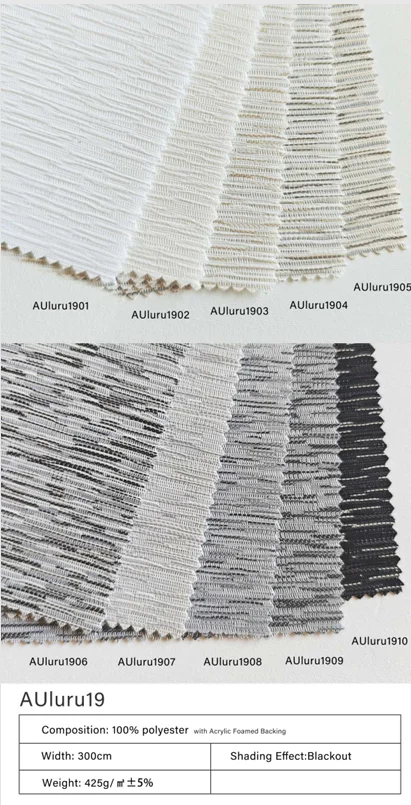 AUluru1901
AUluru1902
AUluru1903
AUluru1904
AUluru1905
AUluru1906
AUluru1907
AUluru1908
AUluru1909
AUluru1910
AUluru19
Composition: 100% polyester with Acrylic Foamed Backing
Width: 300cm
Shading Effect:Blackout
Weight: 425g/㎡±5%